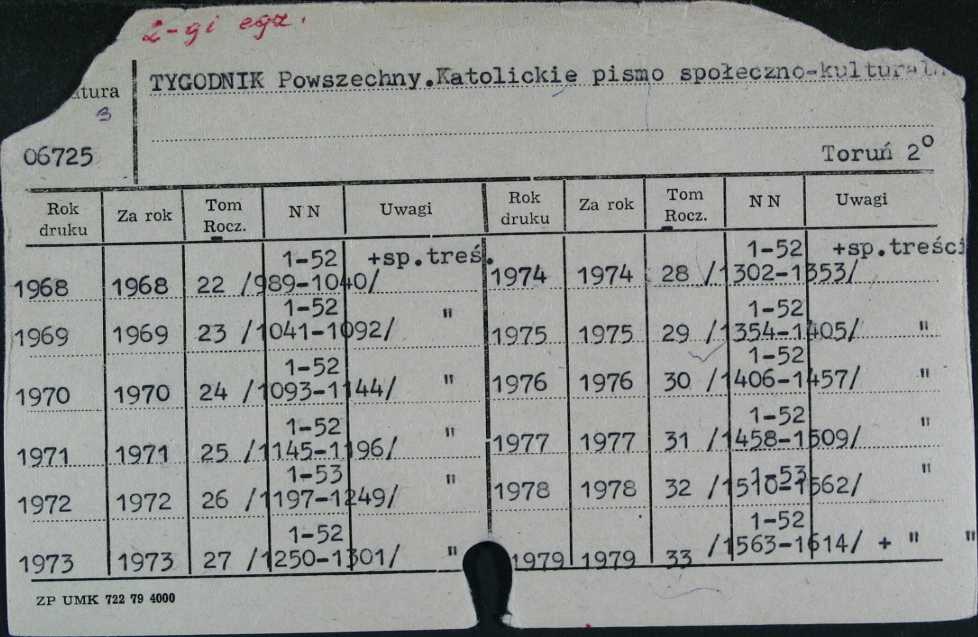 2-gi egz.
TYGODNIK Powszechny.Katolickie pismo społeczno-kulturaln
atura
3
06725
Toruń 2°
Rok druku Za rok Tom Rocz. N N Uwagi Rok druku Za rok Tom Rocz. N N Uwagi
1-52 +sp.treś. 1-52 +sp.treści
1968 1968 22 /989-1040/ 1974 1974 28 /1302-1353/
1-52 " 1-52
1969 1969 23 /1041-1092/ 1975 1975 29 /1354-1405/ "
1-52 1-52
1970 1970 24 /1093-1144/ " 1976 1976 30 /1406-1457/ "
1-52 " 1-52 "
1971 1971 25 /1145-1196/ 1977 1977 31 /1458-1509/
1-53 " 1-53 "
1972 1972 26 /1197-1249/ 1978 1978 32 /1510-1562/
1-52 1-52
1973 1973 27 /1250-1301/ " 1979 1979 33 /1563-1614/ + " "
ZP UMK 722 79 4000